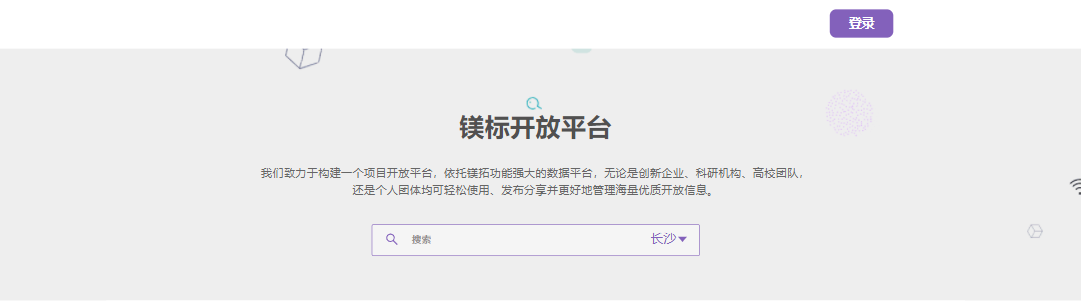 登录
镁标开放平台
我们致力于构建一个项目开放平台，依托镁拓功能强大的数据平台，无论是创新企业、科研机构、高校团队，
还是个人团体均可轻松使用、发布分享并更好地管理海量优质开放信息。
搜索 长沙